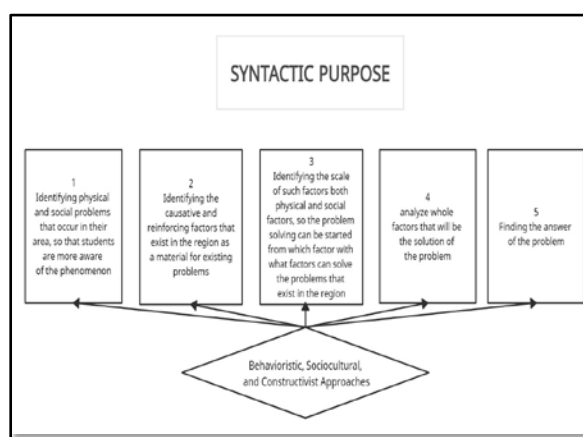 SYNTACTIC PURPOSE
1
Identifying physical
and social problems
that occur in their
area, so that students
are more aware
of the phenomenon
2
Identifying the
causative and
reinforcing factors that
exist in the region as
a material for existing
problems
3
Identifying the scale
of such factors both
physical and social
factors, so the problem
solving can be started
from which factor with
what factors can solve
the problems that
exist in the region
4
analyze whole
factors that will be
the solution of
the problem
5
Finding the answer
of the problem
Behavioristic, Sociocultural,
and Constructivist Approaches